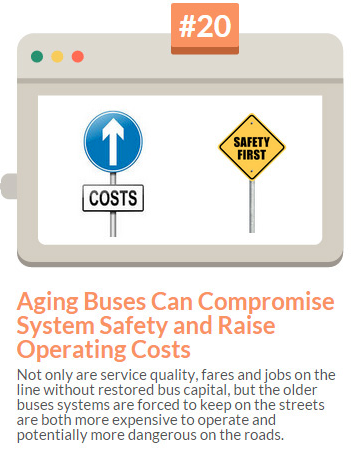 #20
COSTS
SAFETY
FIRST
Aging Buses Can Compromise
System Safety and Raise
Operating Costs
Not only are service quality, fares and jobs on the
line without restored bus capital, but the older
buses systems are forced to keep on the streets
are both more expensive to operate and
potentially more dangerous on the roads.